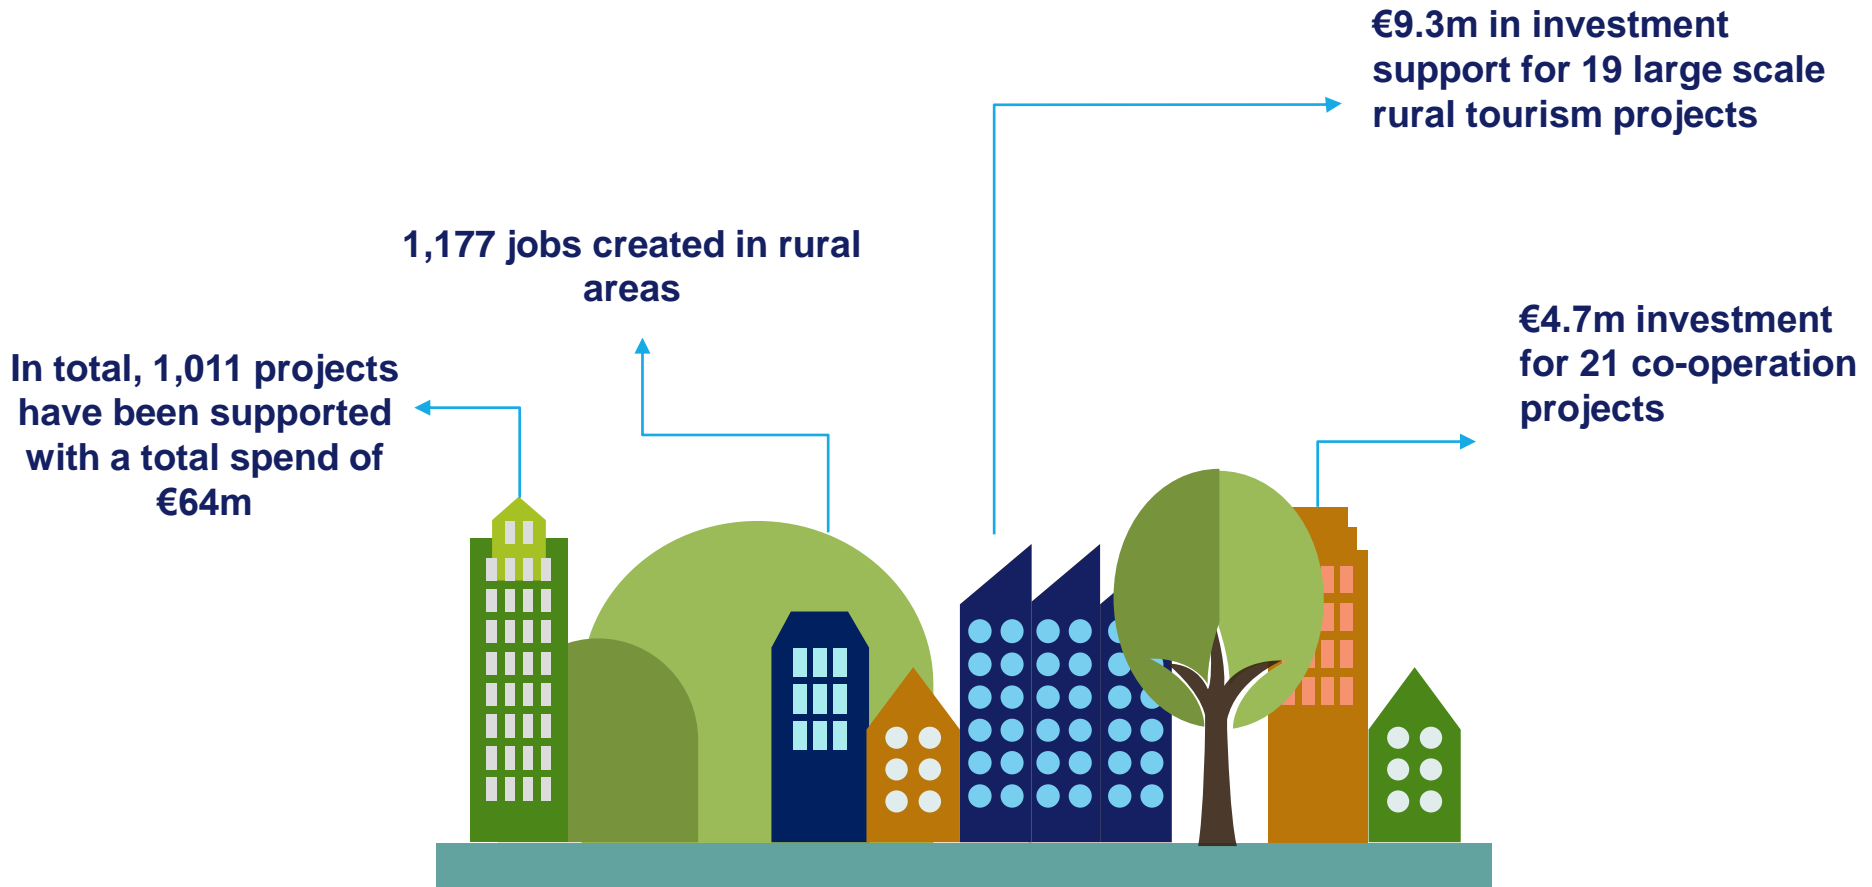 €9.3m in investment
support for 19 large scale
rural tourism projects
1,177 jobs created in rural
areas
€4.7m investment
for 21 co-operation
projects
In total, 1,011 projects
have been supported
with a total spend of
€64m